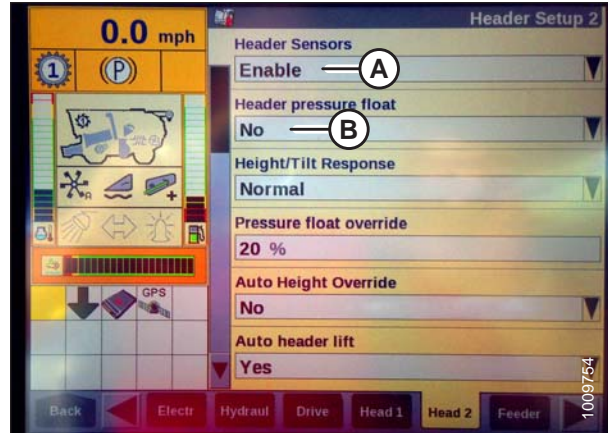 Header Setup 2
0.0 mph
1
(P)
GPS
Header Sensors
Enable
A
Header pressure float
No
B
Height/Tilt Response
Normal
Pressure float override
20 %
Auto Height Override
No
Auto header lift
Yes
Back
Electr
Hydraul
Drive
Head 1
Head 2
Feeder
1009754